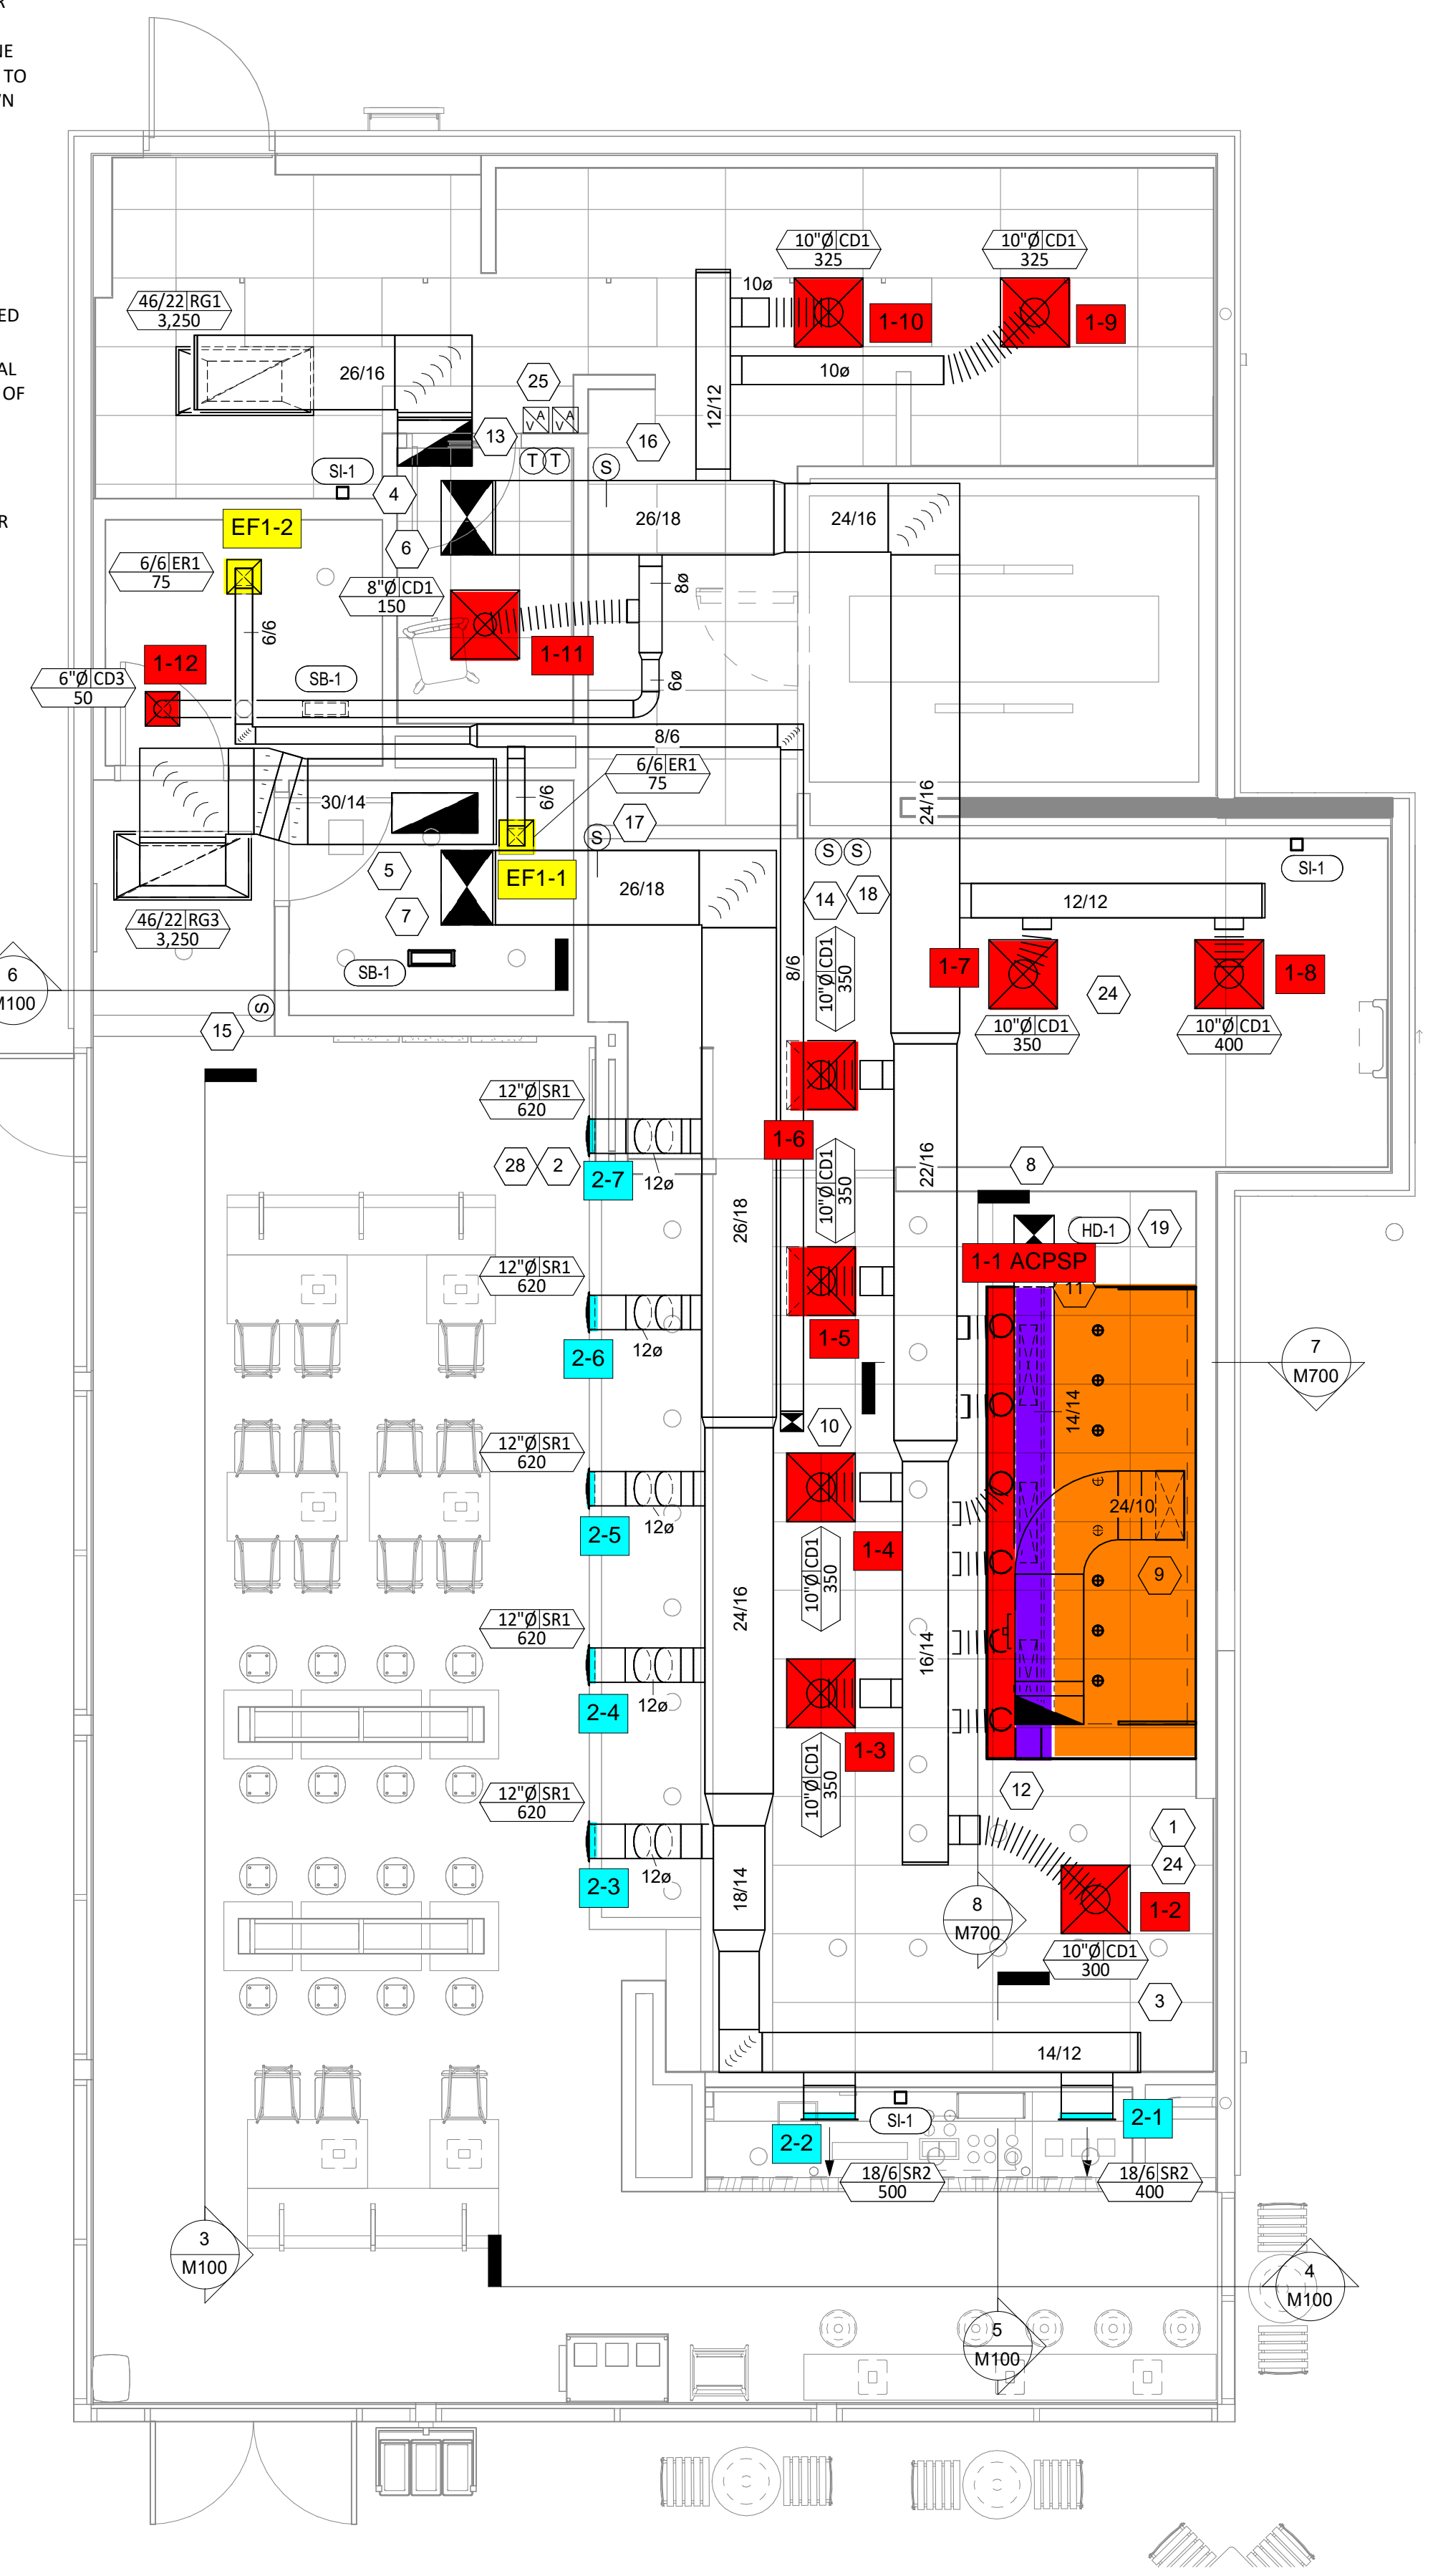 R
NE
TO
VN
ED
AL
OF
R
10"Ø CD1
325
10"Ø CD1
325
10ø
1-10
1-9
46/22 RG1
3,250
26/16
25
10ø
12/12
A
V
A
V
13
16
T
T
S
SI-1
4
EF1-2
26/18
24/16
6
6/6 ER1
75
8"Ø CD1
150
8ø
6/6
1-11
1-12
6"Ø CD3
50
SB-1
6ø
8/6
6/6 ER1
75
30/14
6/6
24/16
17
S
S
S
SI-1
5
EF1-1
26/18
14
18
12/12
7
46/22 RG3
3,250
SB-1
8/6
10"Ø CD1
350
1-7
1-8
24
6
M100
S
15
10"Ø CD1
350
10"Ø CD1
400
12"Ø SR1
620
28
2
2-7
12ø
1-6
10"Ø CD1
350
22/16
8
26/18
HD-1
19
1-1 ACPSP
11
12"Ø SR1
620
2-6
12ø
1-5
7
M700
14/14
10
12"Ø SR1
620
2-5
12ø
24/10
1-4
10"Ø CD1
350
9
24/16
12"Ø SR1
620
16/14
2-4
12ø
1-3
10"Ø CD1
350
12
12"Ø SR1
620
1
24
12ø
2-3
18/14
8
M700
1-2
10"Ø CD1
300
3
14/12
SI-1
2-2
2-1
18/6 SR2
500
18/6 SR2
400
3
M100
4
M100
5
M100